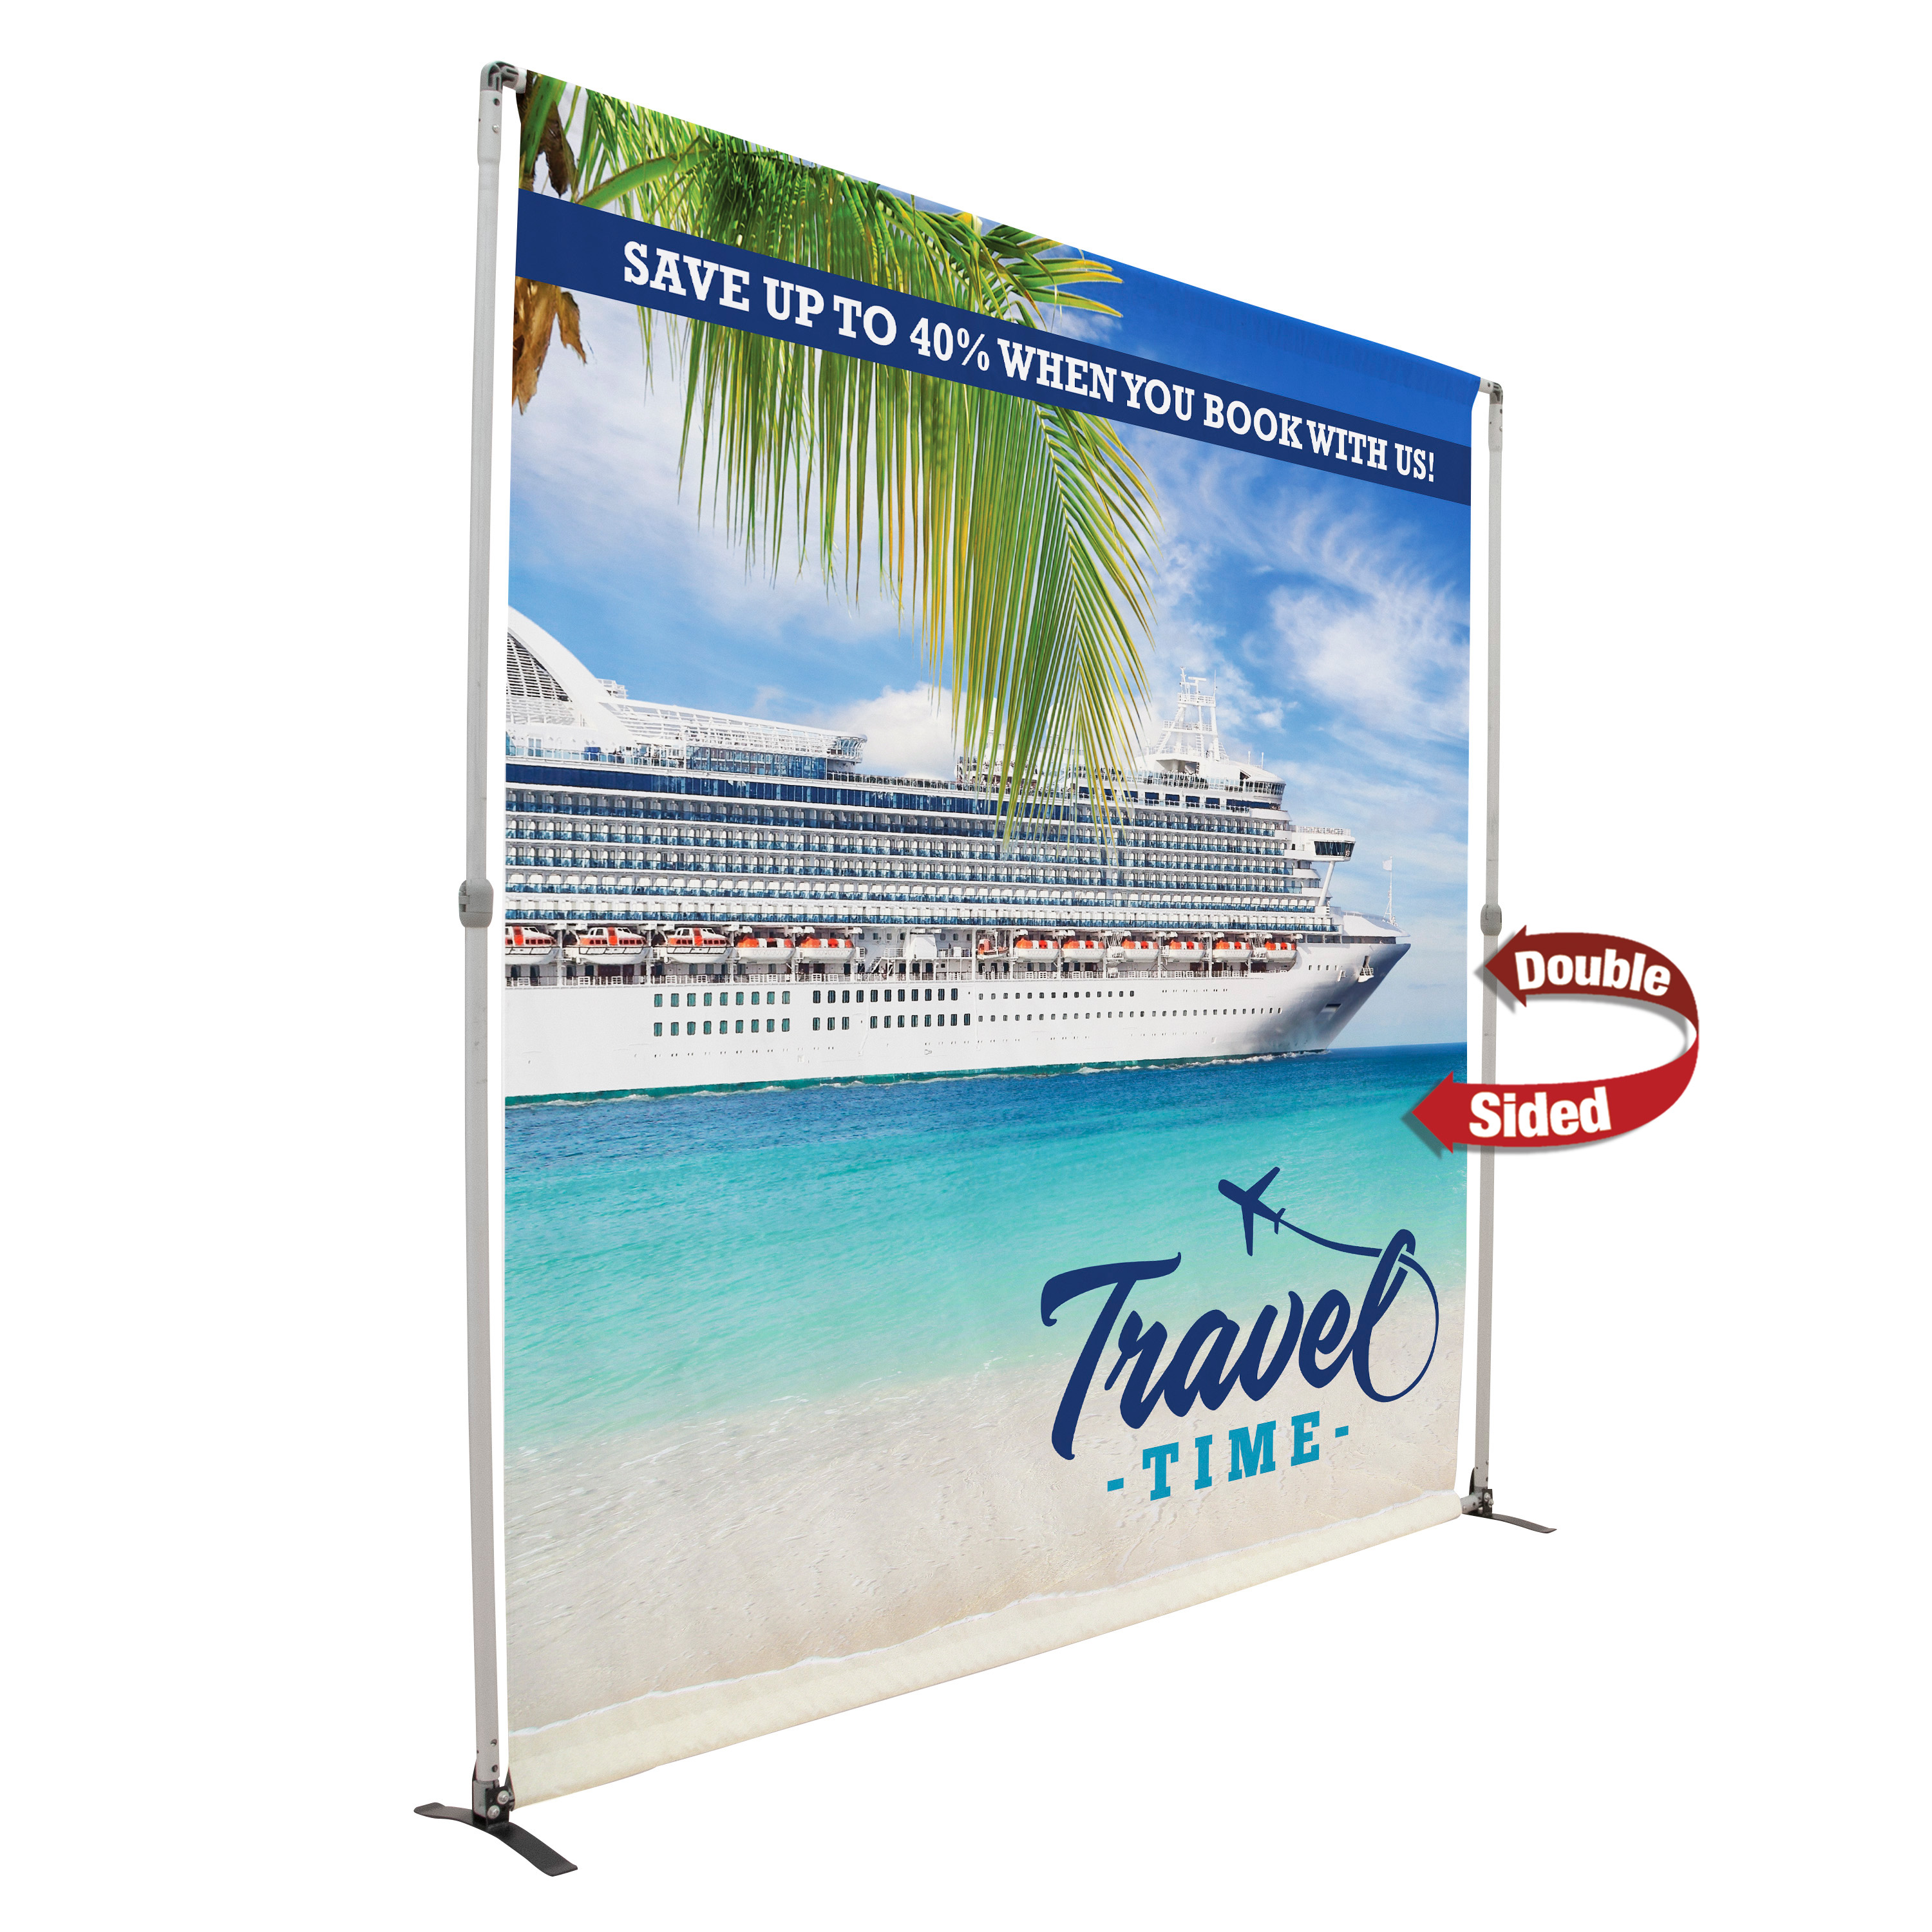 SAVE UP TO 40% WHEN YOU BOOK WITH US!
Double
Sided
Travel
-TIME-